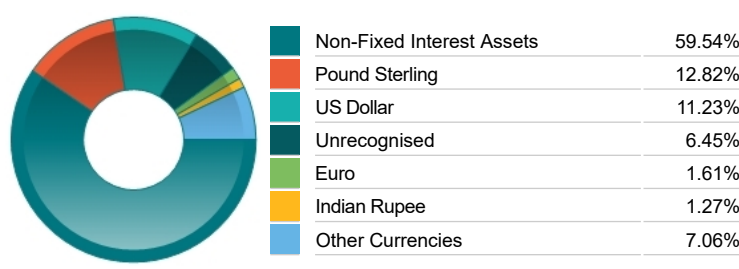 Non-Fixed Interest Assets 59.54%
Pound Sterling 12.82%
US Dollar 11.23%
Unrecognised 6.45%
Euro 1.61%
Indian Rupee 1.27%
Other Currencies 7.06%